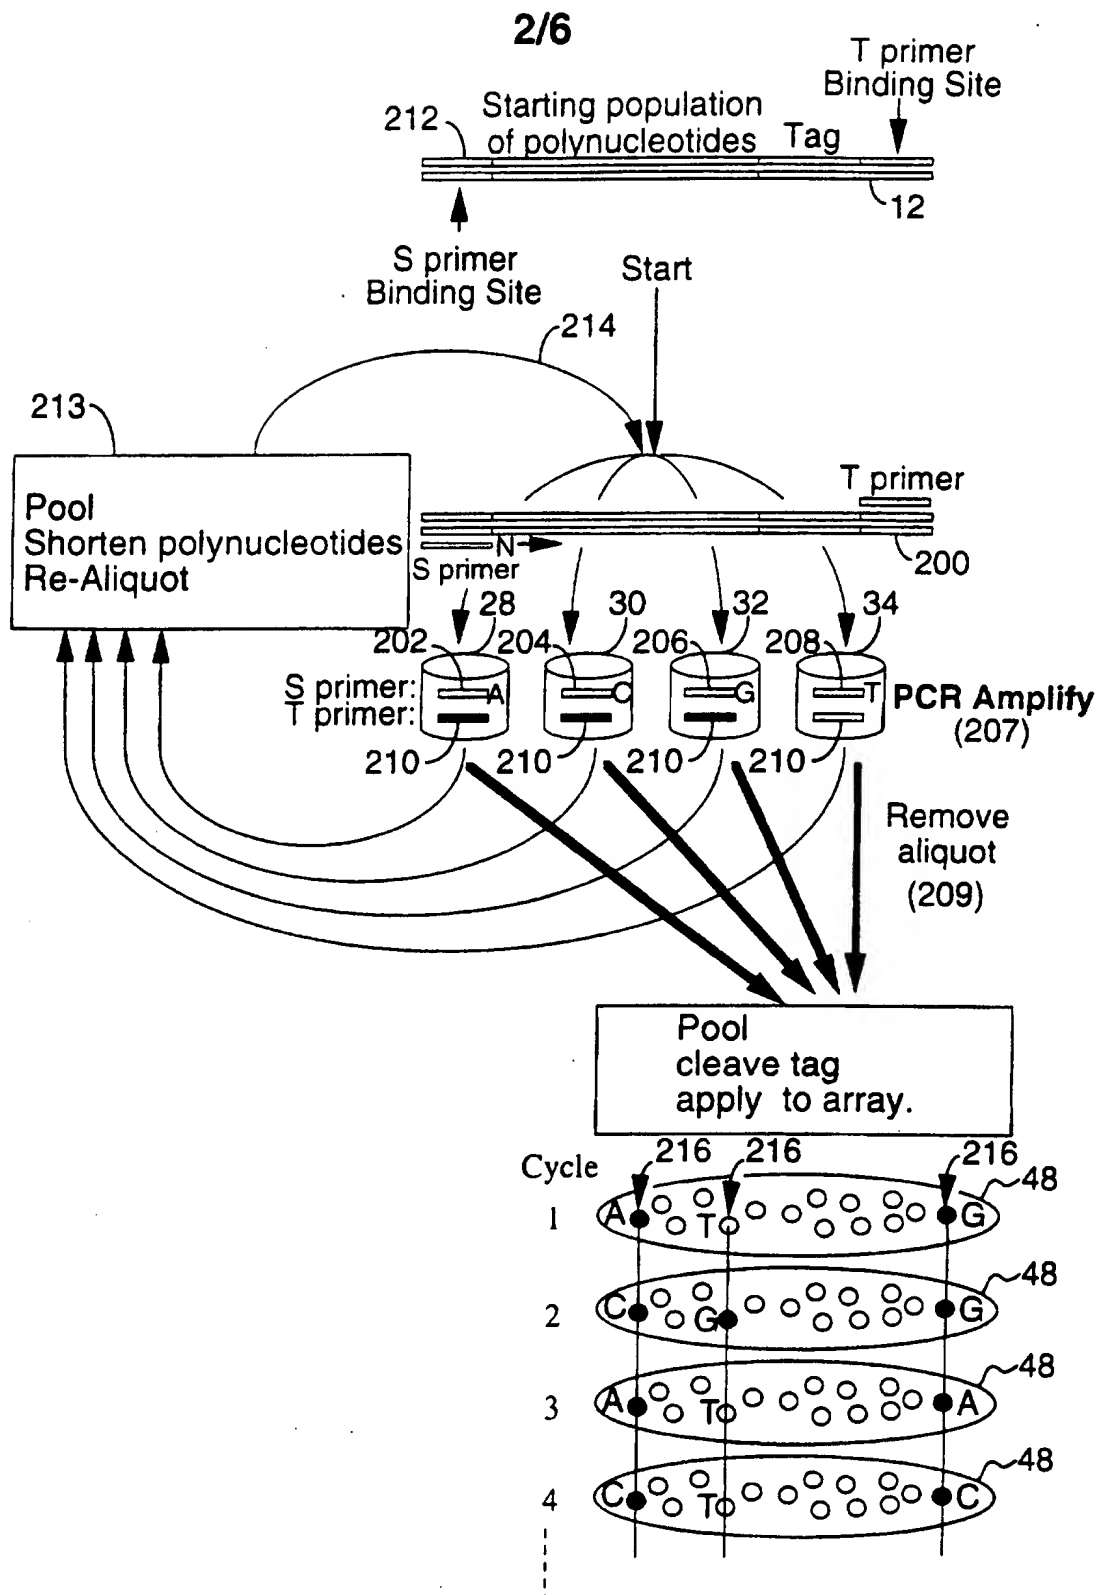 2/6
T primer
Binding Site
212
Starting population
of polynucleotides
Tag
12
S primer
Binding Site
Start
214
213
Pool
Shorten polynucleotides
Re-Aliquot
T primer
N
S primer
200
28
30
32
34
202
204
206
208
S primer:
T primer:
A
C
G
T
PCR Amplify
(207)
210
210
210
210
Remove
aliquot
(209)
Pool
cleave tag
apply to array.
Cycle
216
216
216
48
1
A
T
G
48
2
C
G
G
48
3
A
T
A
48
4
C
T
C